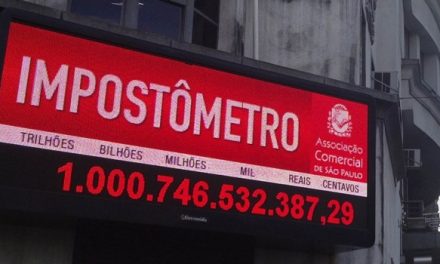 IMPOSTÔMETRO
Associação
Comercial
DE SÃO PAULO
TRILHÕES BILHÕES MILHÕES MIL REAIS CENTAVOS
1.000.746.532.387,29